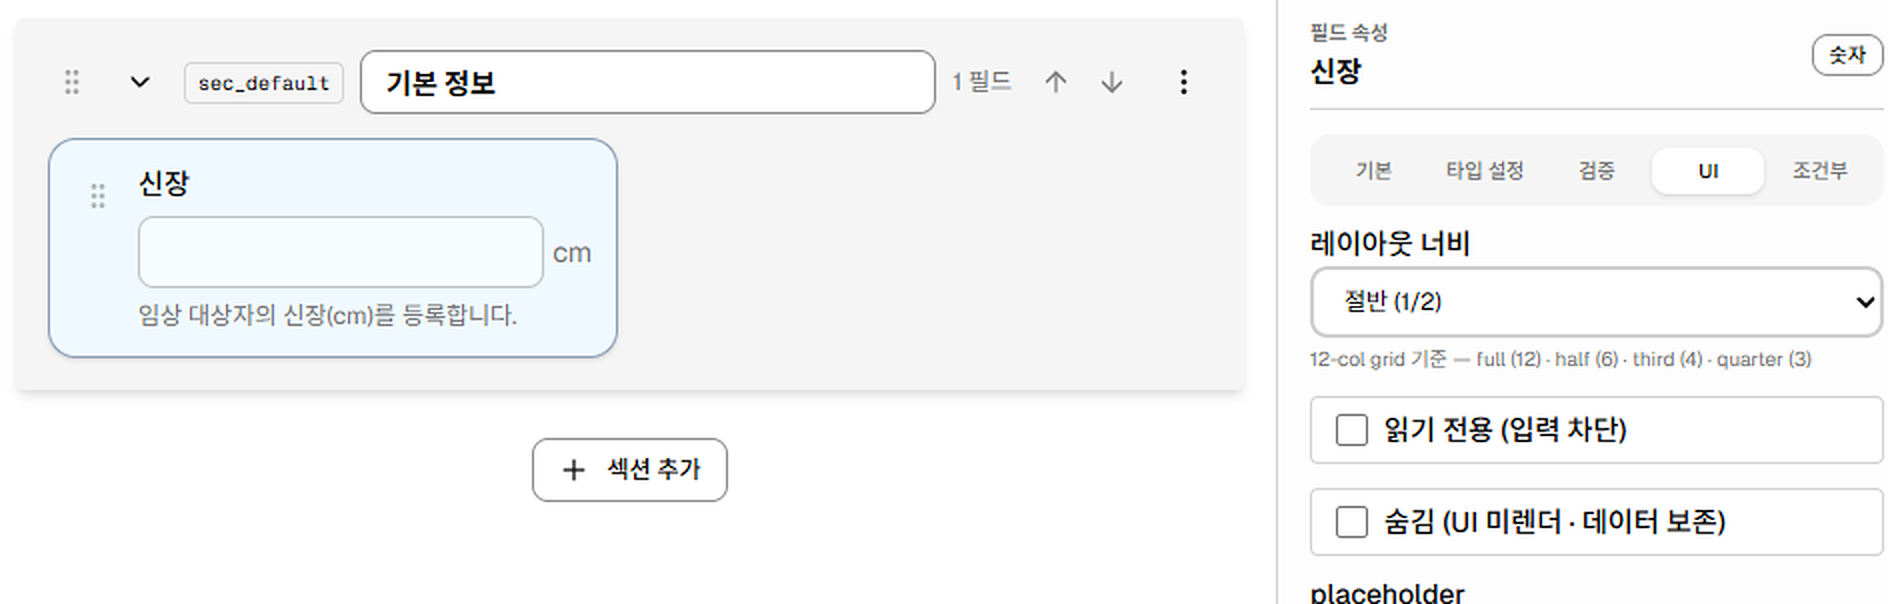 sec_default
기본 정보
1 필드
신장
cm
임상 대상자의 신장(cm)를 등록합니다.
섹션 추가
필드 속성
신장
숫자
기본
타입 설정
검증
UI
조건부
레이아웃 너비
절반 (1/2)
12-col grid 기준 — full (12) · half (6) · third (4) · quarter (3)
읽기 전용 (입력 차단)
숨김 (UI 미렌더 · 데이터 보존)
placeholder